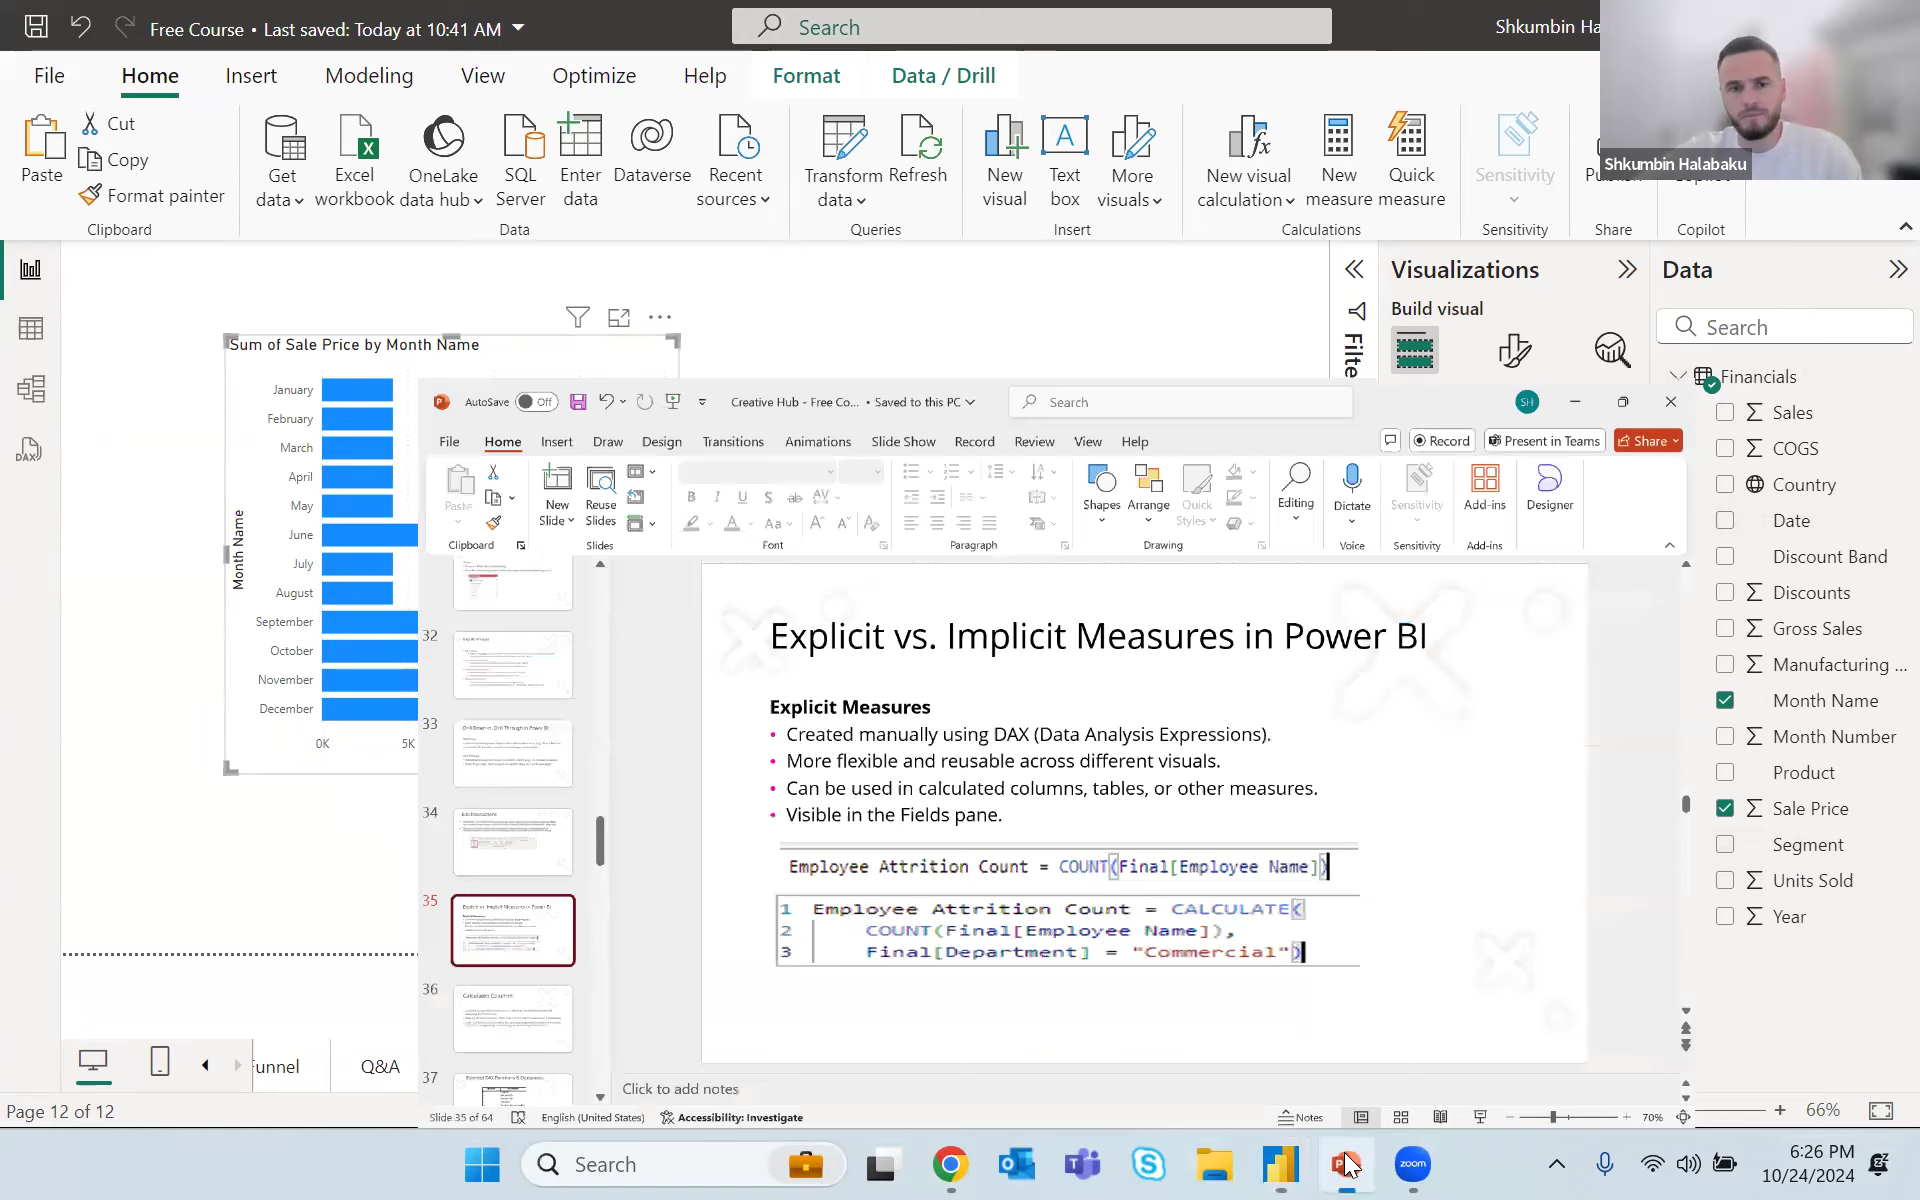 Free Course • Last saved: Today at 10:41 AM
Search
Shkumbin Ha
File Home Insert Modeling View Optimize Help Format Data / Drill
Paste
Cut
Copy
Format painter
Clipboard
Get data
Excel workbook
OneLake data hub
SQL Server
Enter data
Dataverse
Recent sources
Data
Transform data
Refresh
Queries
New visual
Text box
More visuals
Insert
New visual calculation
New measure
Quick measure
Calculations
Sensitivity
Sensitivity
Share
Copilot
Shkumbin Halabaku
Sum of Sale Price by Month Name
Month Name
January
February
March
April
May
June
July
August
September
October
November
December
0K 5K
Visualizations
Build visual
Data
Search
Financials
Sales
COGS
Country
Date
Discount Band
Discounts
Gross Sales
Manufacturing ...
Month Name
Month Number
Product
Sale Price
Segment
Units Sold
Year
AutoSave Off
Creative Hub - Free Co... • Saved to this PC
Search
SH
File Home Insert Draw Design Transitions Animations Slide Show Record Review View Help
Record
Present in Teams
Share
Paste
Clipboard
New Slide
Reuse Slides
Slides
Font
Paragraph
Shapes
Arrange
Quick Styles
Drawing
Editing
Dictate
Voice
Sensitivity
Sensitivity
Add-ins
Add-ins
Designer
32
33
34
35
36
37
Explicit vs. Implicit Measures in Power BI
Explicit Measures
• Created manually using DAX (Data Analysis Expressions).
• More flexible and reusable across different visuals.
• Can be used in calculated columns, tables, or other measures.
• Visible in the Fields pane.
Employee Attrition Count = COUNT(Final[Employee Name])
1 Employee Attrition Count = CALCULATE(
2 COUNT(Final[Employee Name]),
3 Final[Department] = "Commercial")
Click to add notes
Slide 35 of 64
English (United States)
Accessibility: Investigate
Notes
70%
Q&A
Page 12 of 12
66%
Search
zoom
6:26 PM
10/24/2024